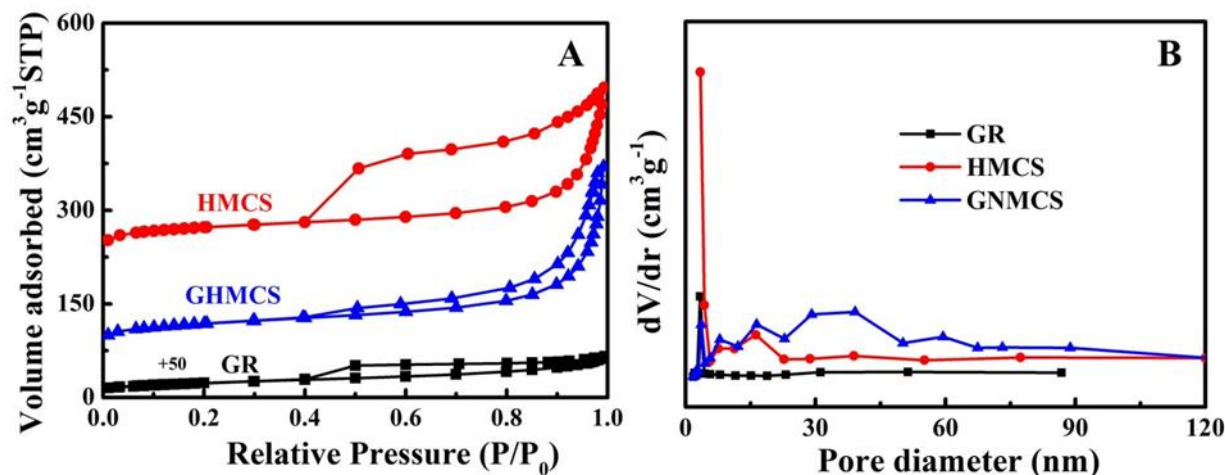 A
Volume adsorbed (cm³g⁻¹STP)
600
450
300
150
0
HMCS
GHMCS
+50
GR
0.0 0.2 0.4 0.6 0.8 1.0
Relative Pressure (P/P₀)
B
dV/dr (cm³g⁻¹)
GR
HMCS
GNMCS
0 30 60 90 120
Pore diameter (nm)